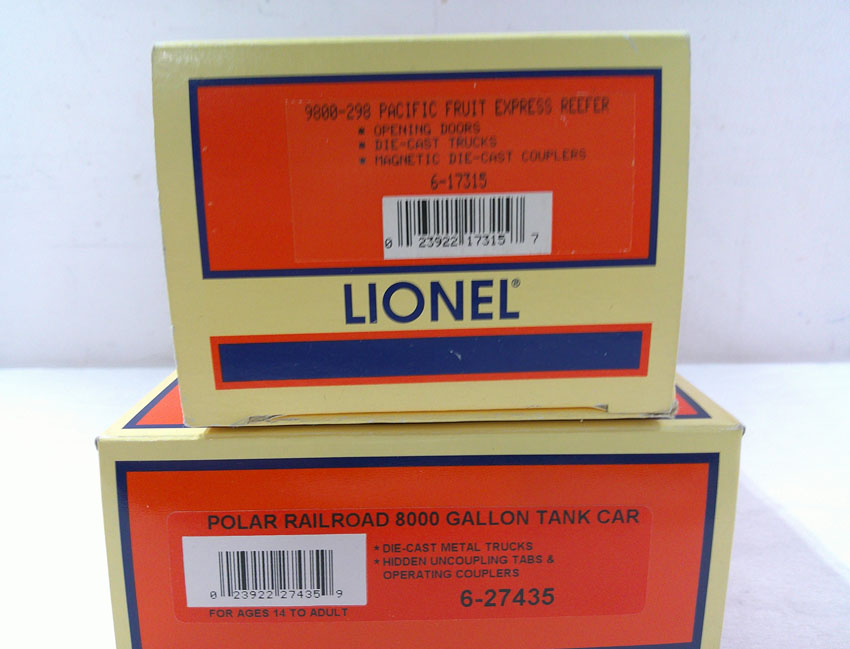 9800-298 PACIFIC FRUIT EXPRESS REEFER
■ OPENING DOORS
■ DIE-CAST TRUCKS
■ MAGNETIC DIE-CAST COUPLERS
6-17315
0 23922 17315 7
LIONEL®
POLAR RAILROAD 8000 GALLON TANK CAR
* DIE-CAST METAL TRUCKS
* HIDDEN UNCOUPLING TABS &
OPERATING COUPLERS
0 23922 27435 9
6-27435
FOR AGES 14 TO ADULT